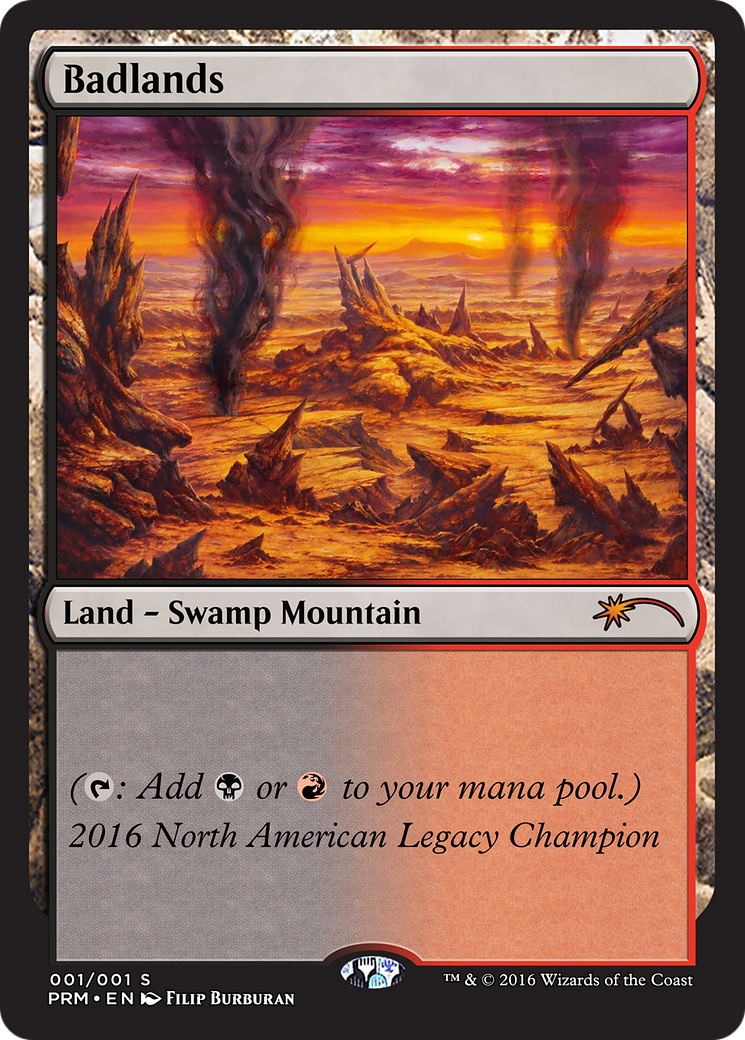 Badlands
Land – Swamp Mountain
(: Add or to your mana pool.)
2016 North American Legacy Champion
001/001 S
PRM • EN Filip Burburan
™ & © 2016 Wizards of the Coast